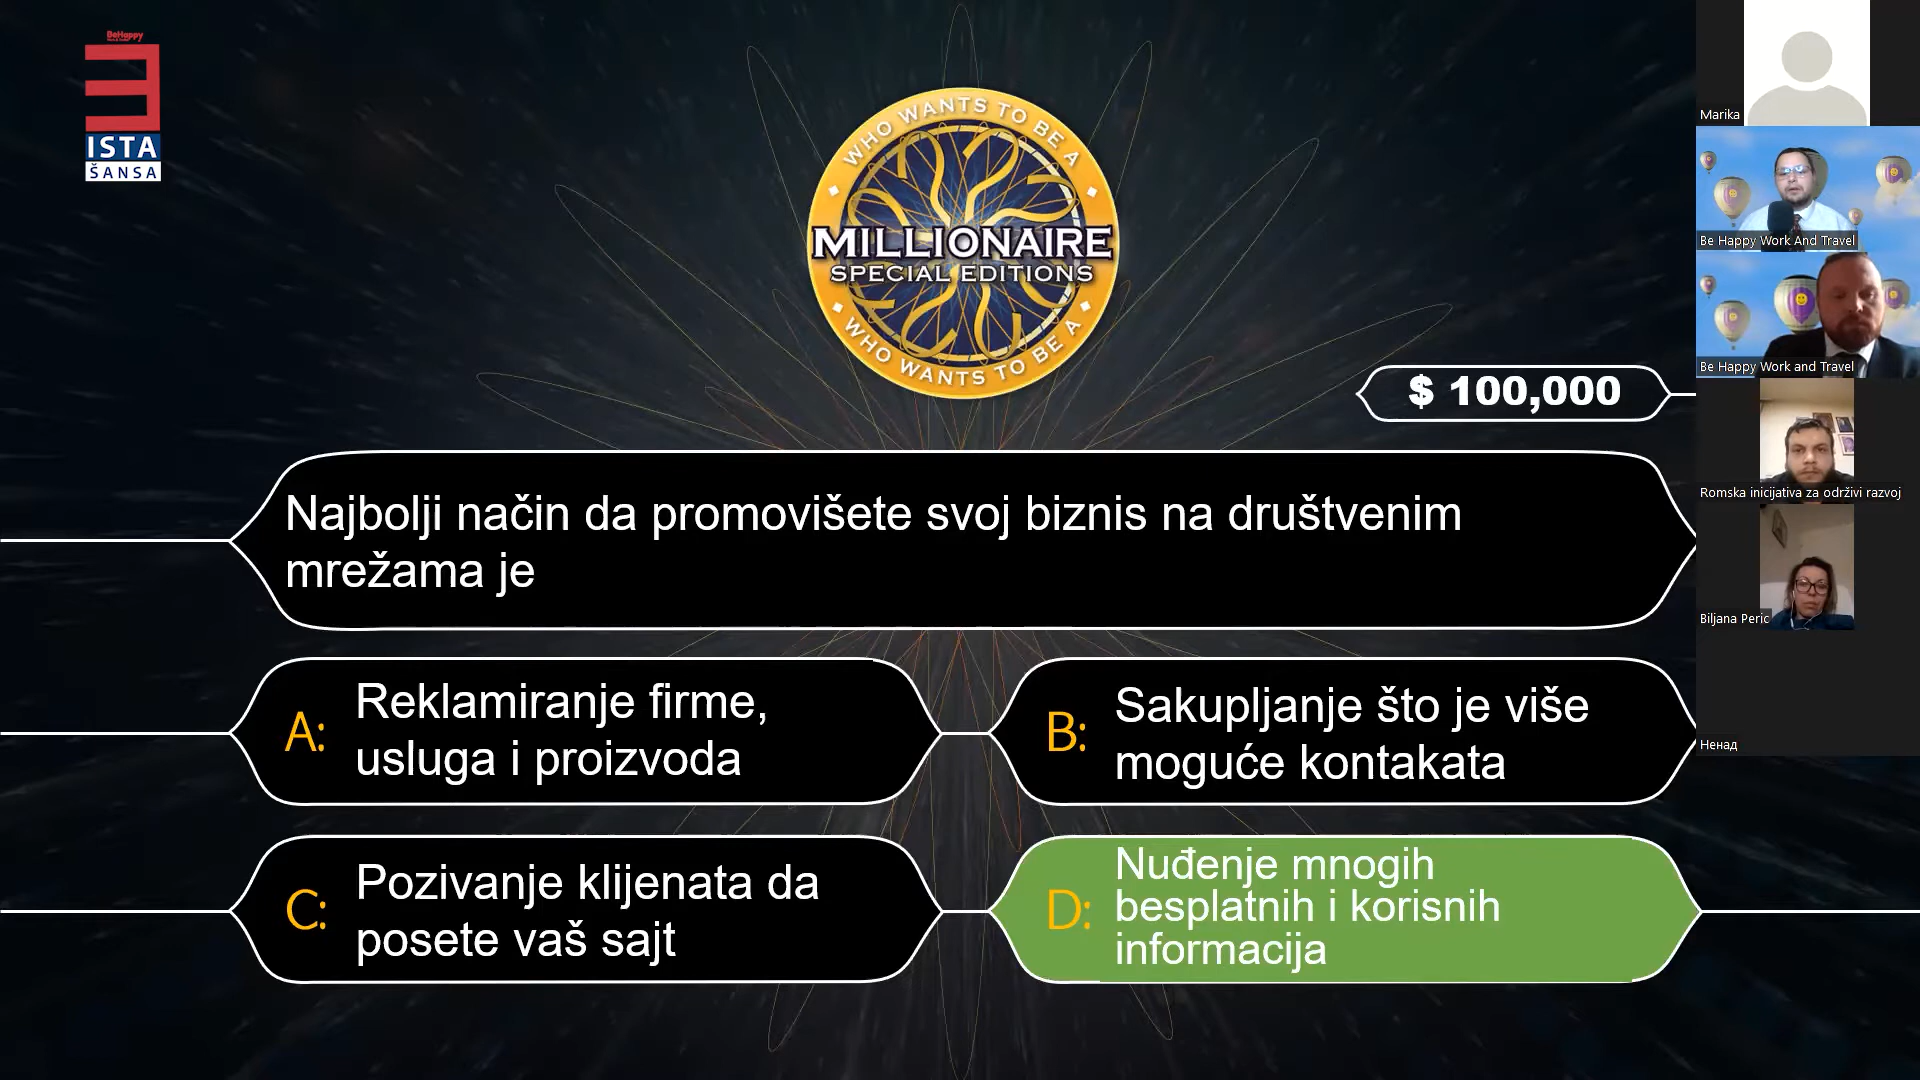 BeHappy
ISTA
ŠANSA
WHO WANTS TO BE A
MILLIONAIRE
SPECIAL EDITIONS
WHO WANTS TO BE A
$ 100,000
Najbolji način da promovišete svoj biznis na društvenim
mrežama je
A: Reklamiranje firme,
usluga i proizvoda
B: Sakupljanje što je više
moguće kontakata
C: Pozivanje klijenata da
posete vaš sajt
D: Nuđenje mnogih
besplatnih i korisnih
informacija
Marika
Be Happy Work And Travel
Be Happy Work and Travel
Romska inicijativa za održivi razvoj
Biljana Peric
Ненад